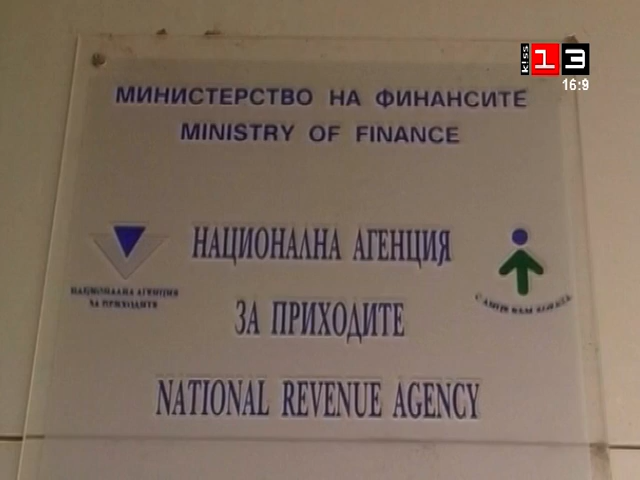 kiss
13
16:9
МИНИСТЕРСТВО НА ФИНАНСИТЕ
MINISTRY OF FINANCE
НАЦИОНАЛНА АГЕНЦИЯ
ЗА ПРИХОДИТЕ
NATIONAL REVENUE AGENCY
НАЦИОНАЛНА АГЕНЦИЯ
ЗА ПРИХОДИТЕ